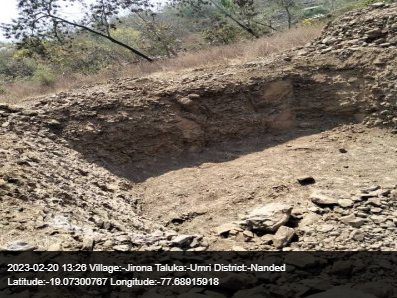 2023-02-20 13:26 Village:-Jirona Taluka:-Umri District:-Nanded
Latitude:-19.07300767 Longitude:-77.68915918